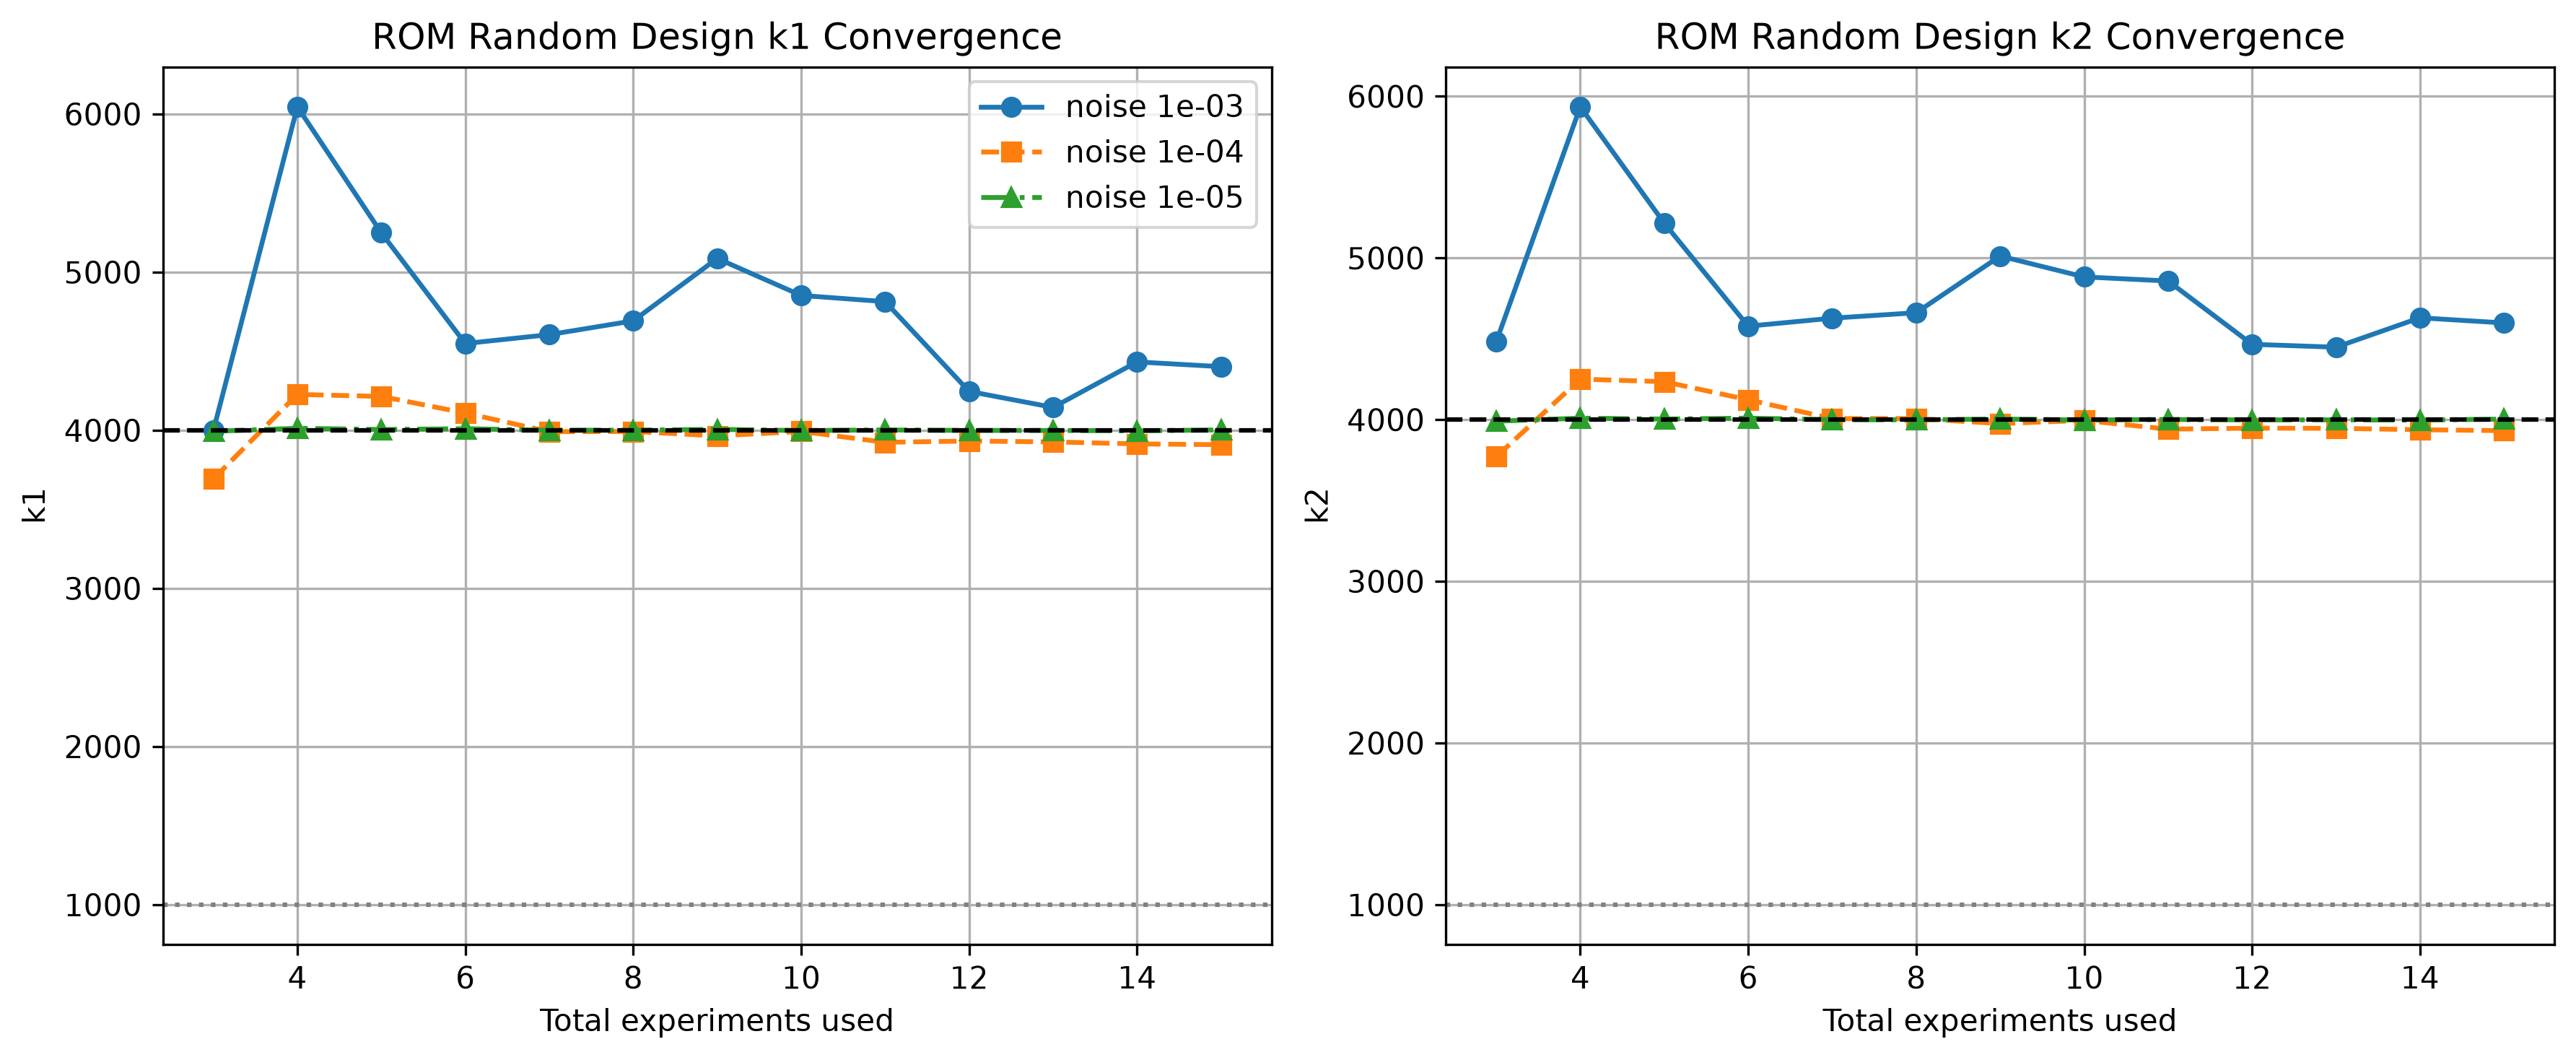 ROM Random Design k1 Convergence
6000
5000
4000
3000
2000
1000
k1
noise 1e-03
noise 1e-04
noise 1e-05
4 6 8 10 12 14
Total experiments used
ROM Random Design k2 Convergence
6000
5000
4000
3000
2000
1000
k2
4 6 8 10 12 14
Total experiments used